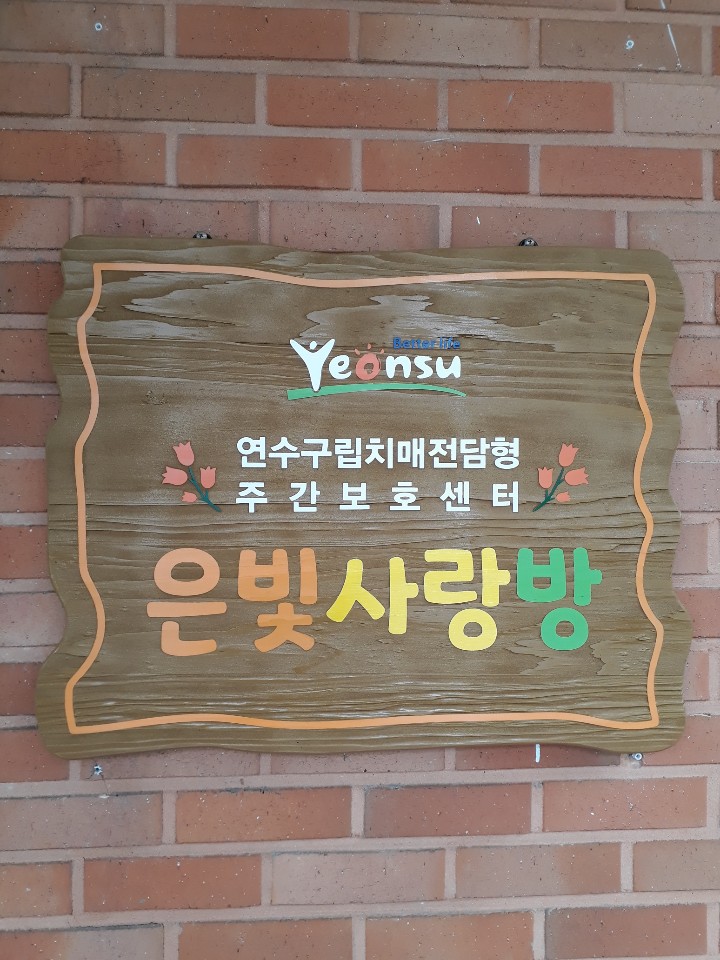 Better life
Yeonsu
연수구립치매전담형
주간보호센터
은빛사랑방